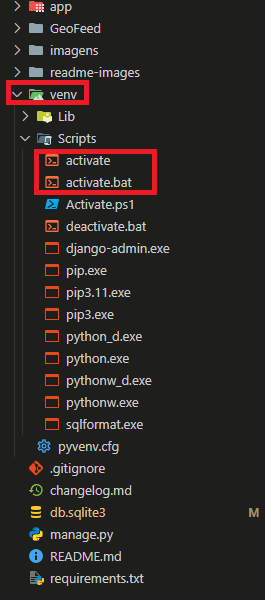 app
GeoFeed
imagens
readme-images
venv
Lib
Scripts
activate
activate.bat
Activate.ps1
deactivate.bat
django-admin.exe
pip.exe
pip3.11.exe
pip3.exe
python_d.exe
python.exe
pythonw_d.exe
pythonw.exe
sqlformat.exe
pyvenv.cfg
.gitignore
changelog.md
db.sqlite3 M
manage.py
README.md
requirements.txt